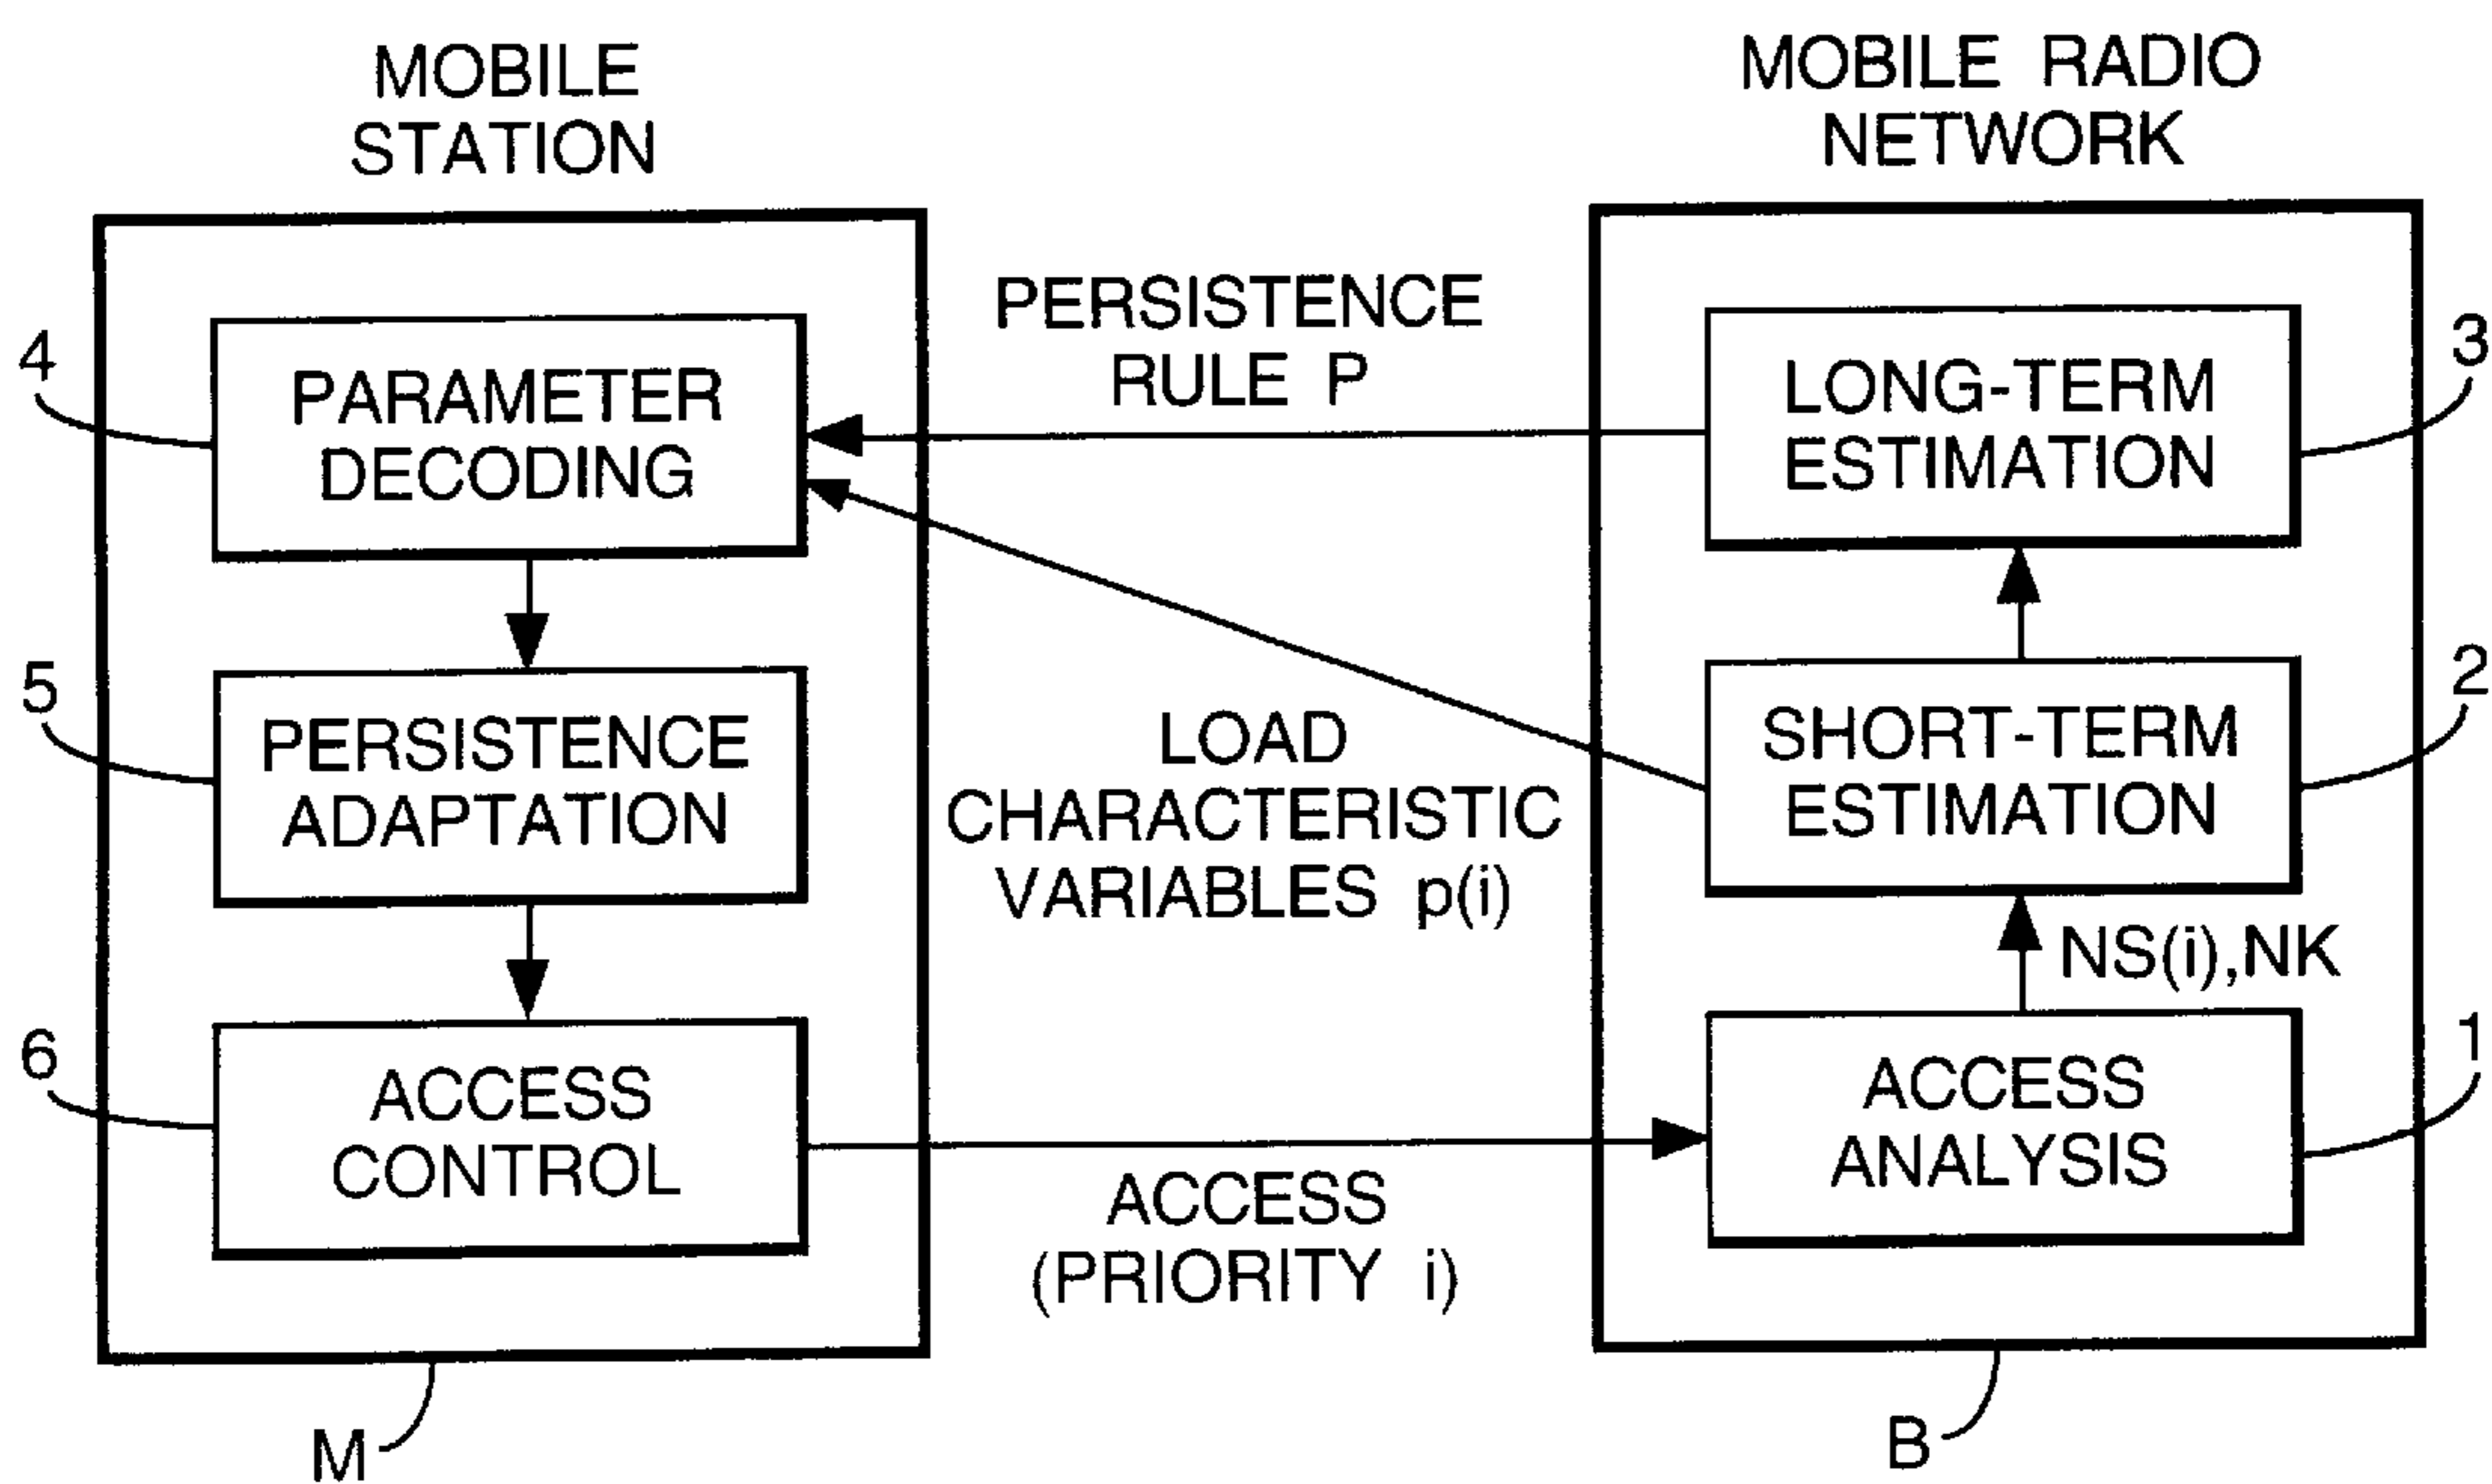 MOBILE
STATION
MOBILE RADIO
NETWORK
PERSISTENCE
RULE P
4
PARAMETER
DECODING
3
LONG-TERM
ESTIMATION
5
PERSISTENCE
ADAPTATION
LOAD
CHARACTERISTIC
VARIABLES p(i)
2
SHORT-TERM
ESTIMATION
NS(i),NK
6
ACCESS
CONTROL
ACCESS
(PRIORITY i)
1
ACCESS
ANALYSIS
M
B